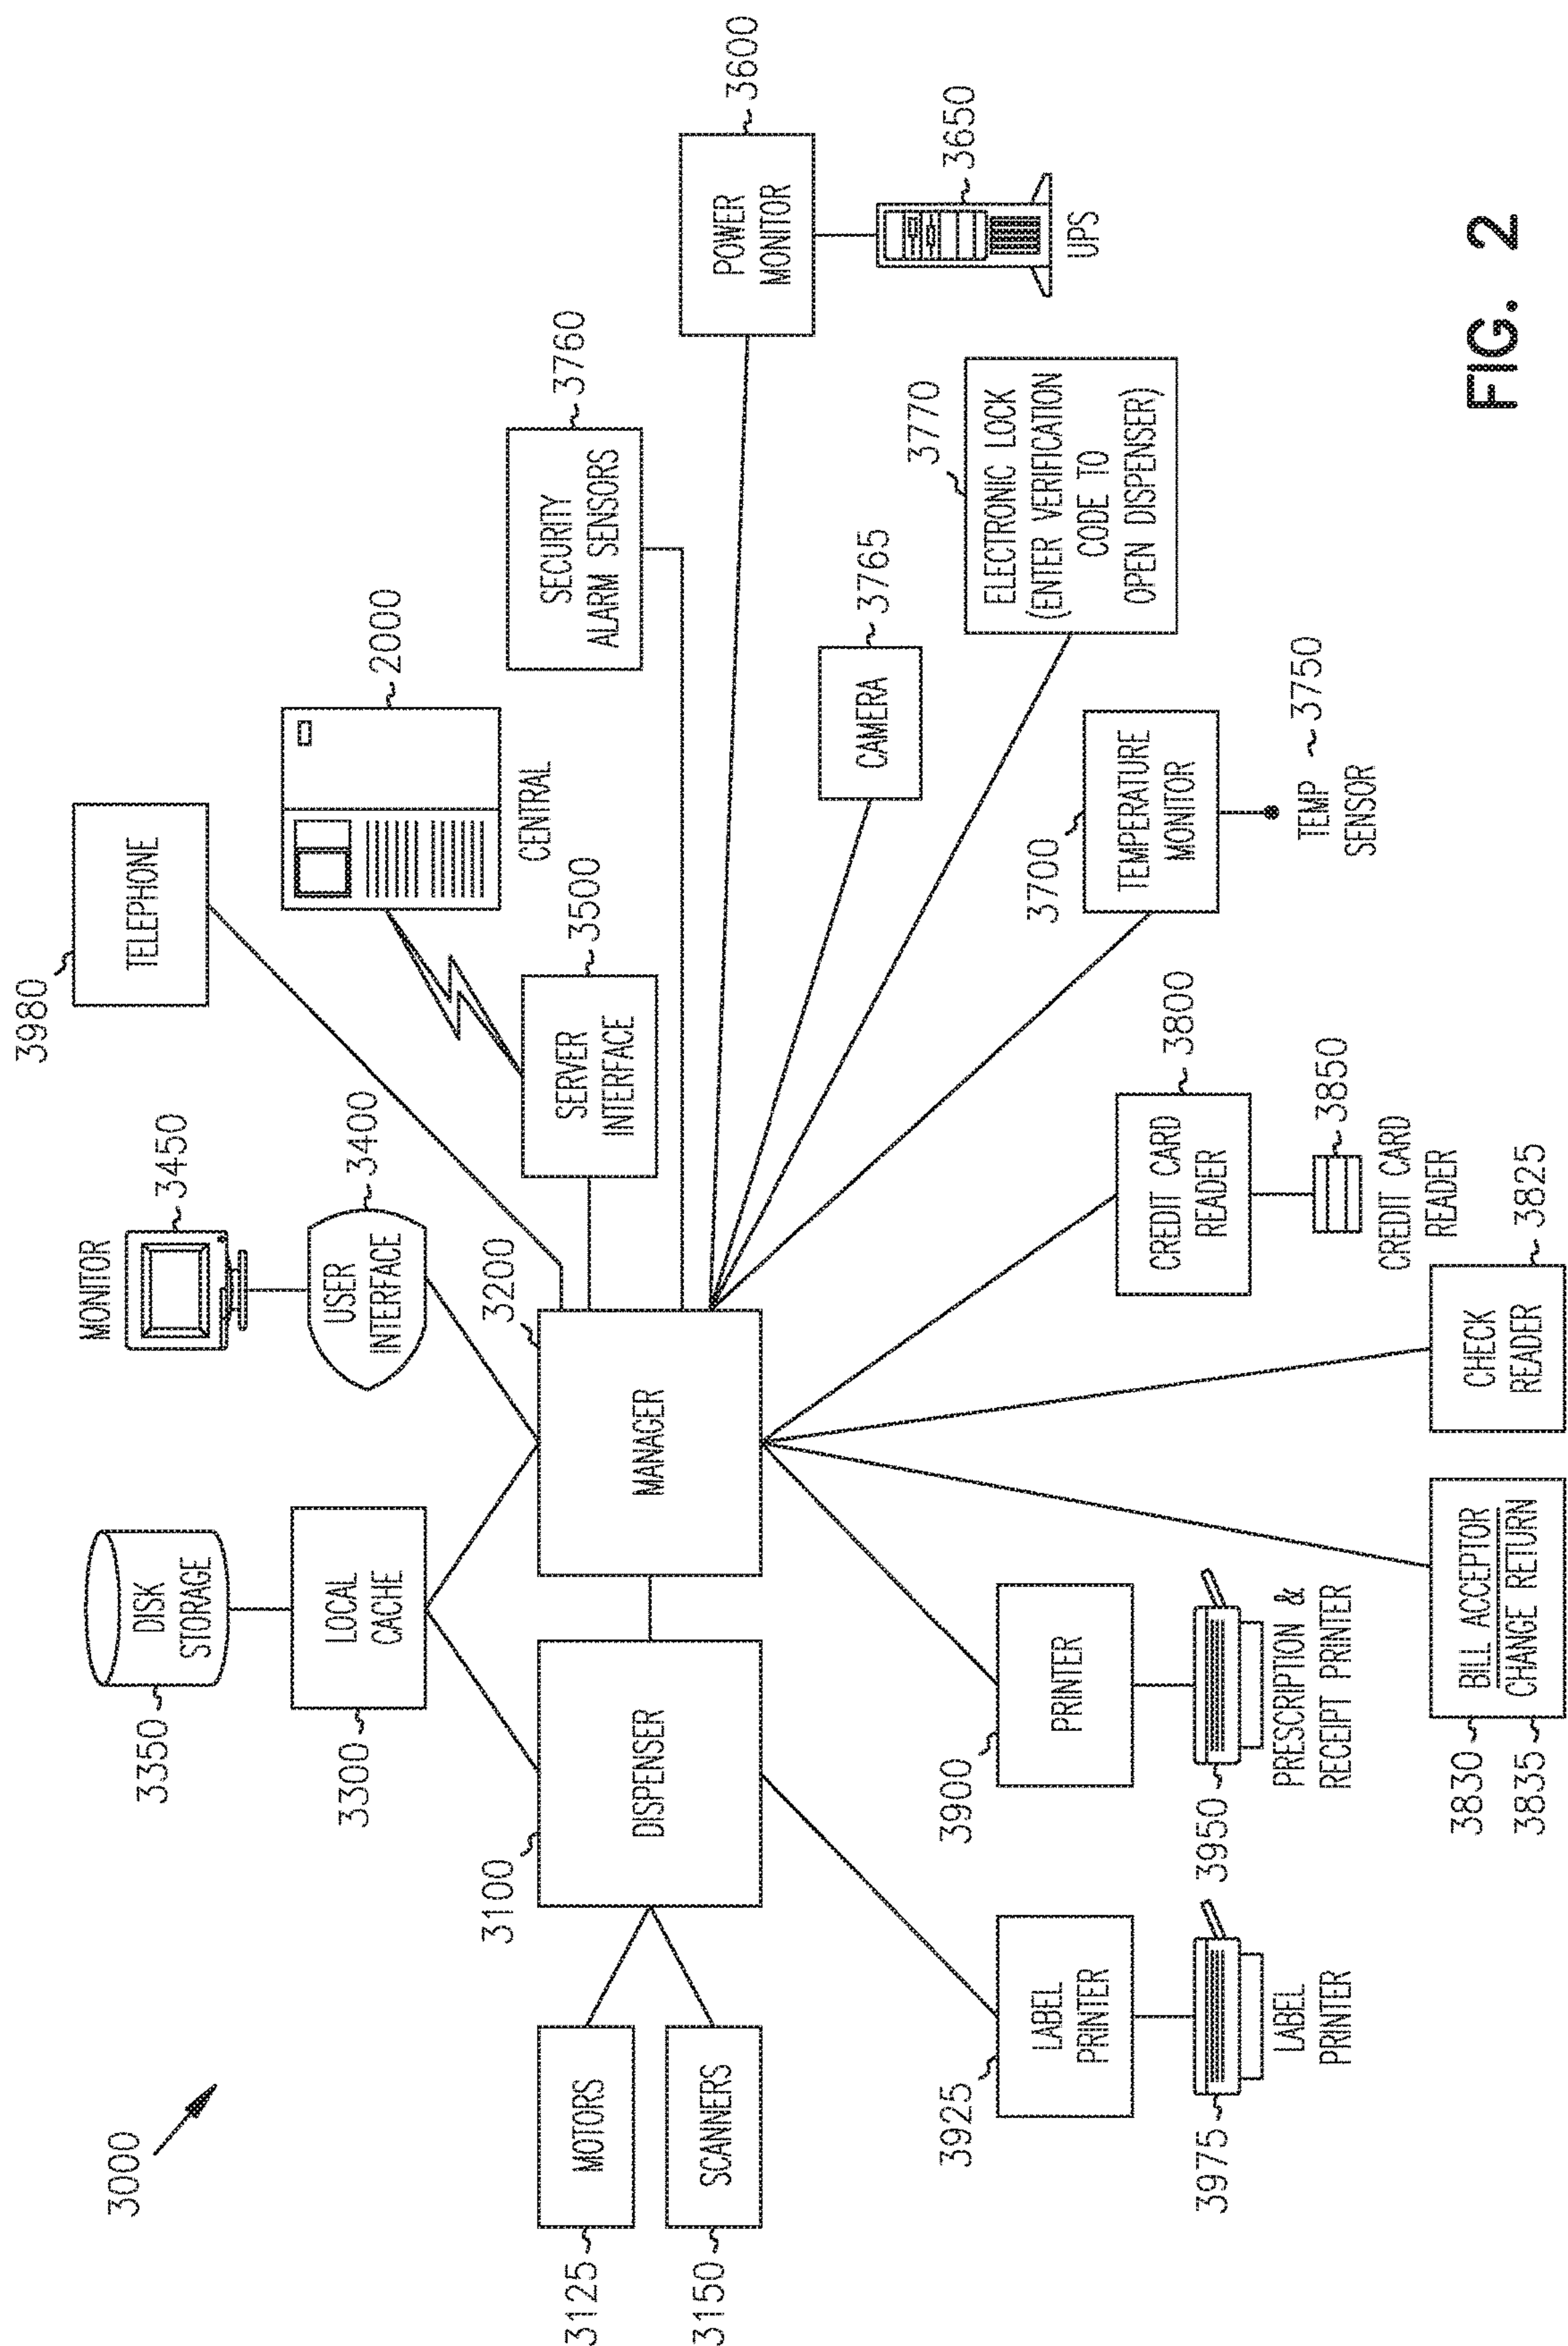 3000
MONITOR
3450
3350
DISK
STORAGE
3980
TELEPHONE
3300
LOCAL
CACHE
USER
INTERFACE
3400
2000
CENTRAL
3100
3200
SERVER
INTERFACE
3500
SECURITY
ALARM SENSORS
3760
3125
MOTORS
3150
SCANNERS
DISPENSER
MANAGER
POWER
MONITOR
3600
3650
UPS
CAMERA
3765
3770
ELECTRONIC LOCK
(ENTER VERIFICATION
CODE TO
OPEN DISPENSER)
3925
LABEL
PRINTER
3900
PRINTER
3700
TEMPERATURE
MONITOR
CREDIT CARD
READER
3800
3975
LABEL
PRINTER
3950
PRESCRIPTION &
RECEIPT PRINTER
3850
CREDIT CARD
READER
TEMP
SENSOR
3750
3830
BILL ACCEPTOR
3835
CHANGE RETURN
CHECK
READER
3825
FIG. 2